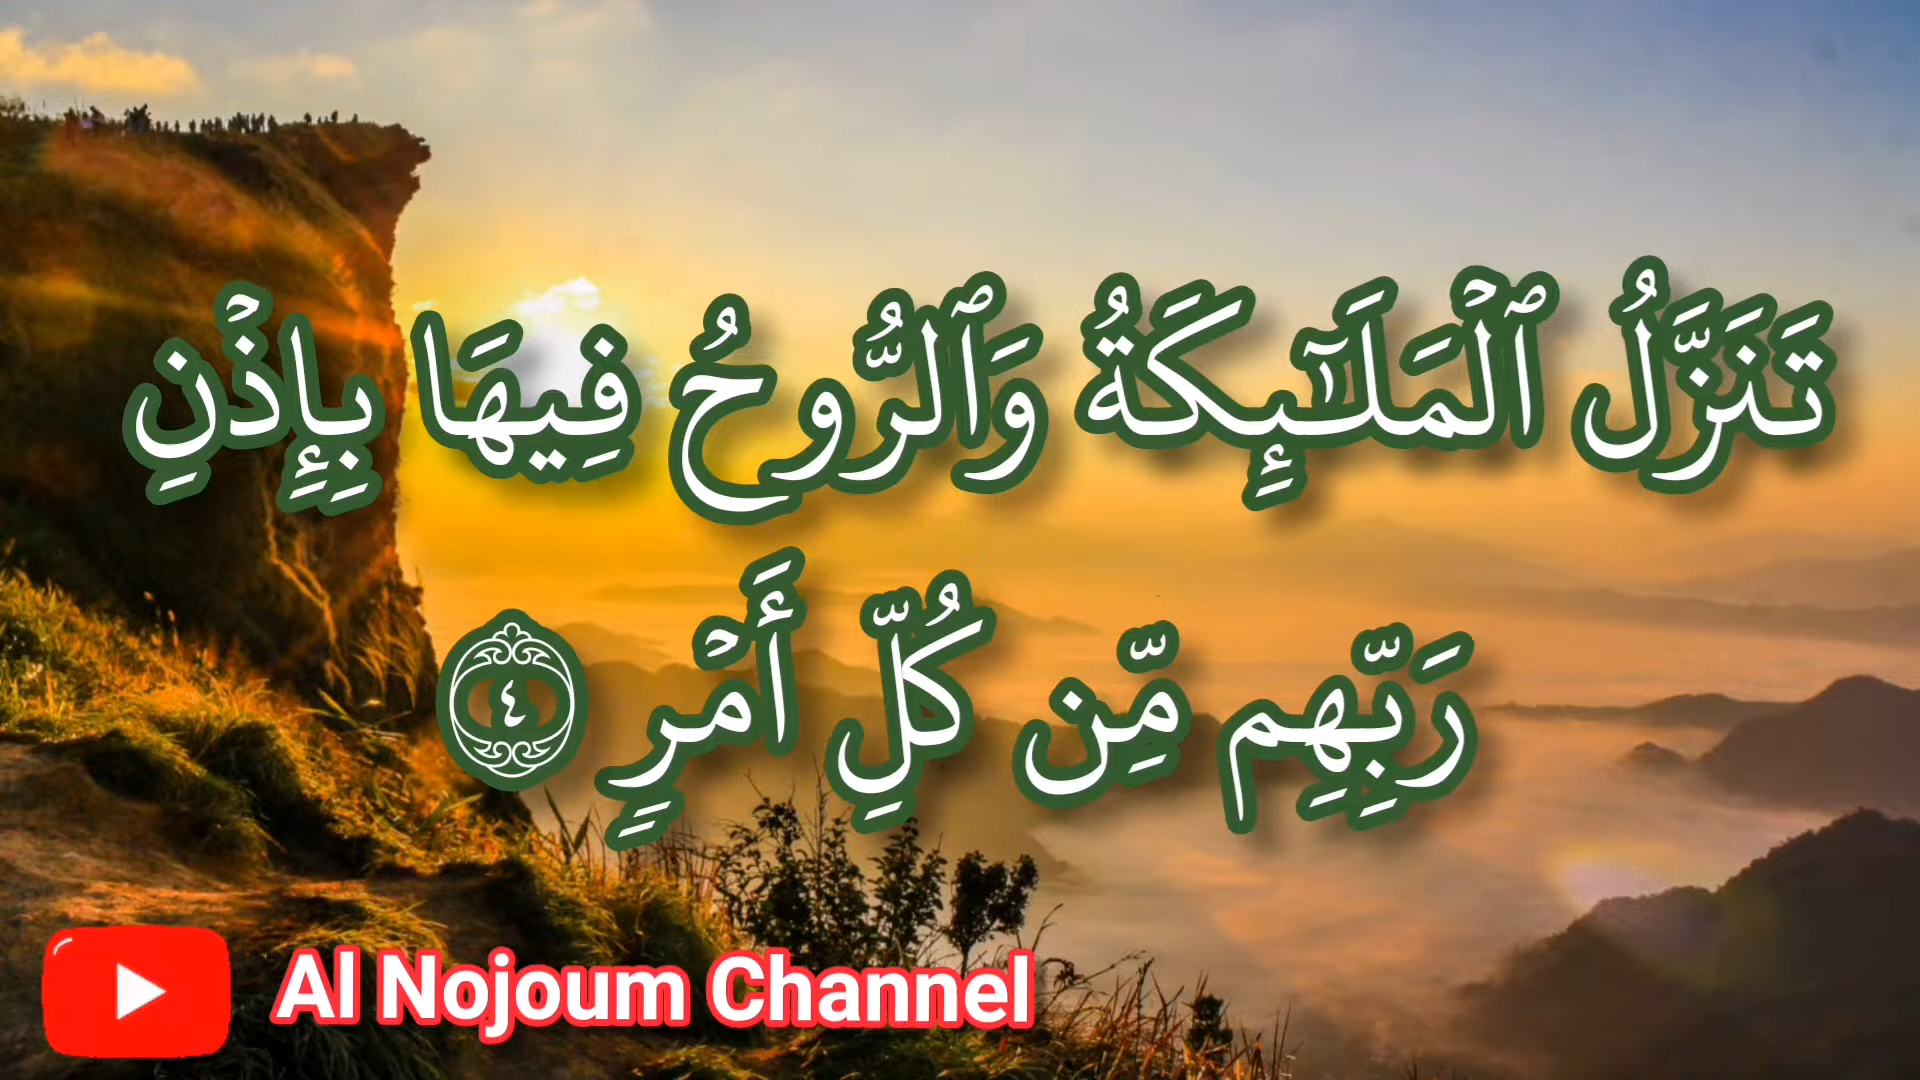 تَنَزَّلُ ٱلۡمَلَـٰٓئِكَةُ وَٱلرُّوحُ فِيهَا بِإِذۡنِ
رَبِّهِم مِّن كُلِّ أَمۡرٍ ٤
Al Nojoum Channel